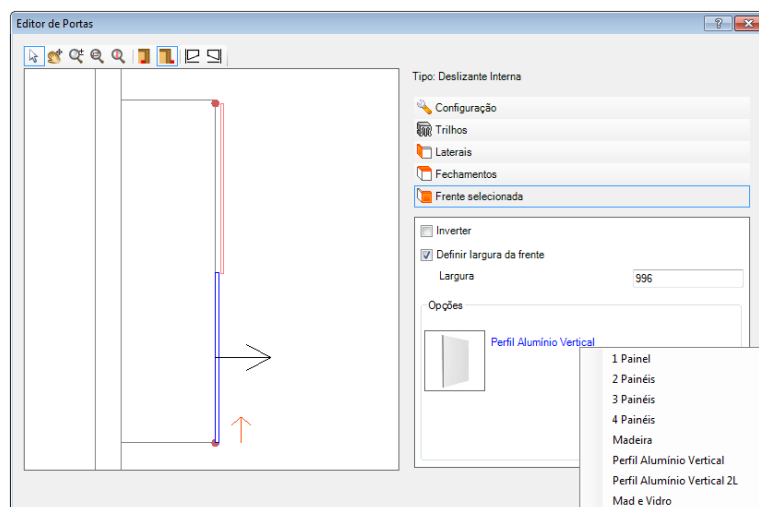 Editor de Portas
Tipo: Deslizante Interna
Configuração
Trilhos
Laterais
Fechamentos
Frente selecionada
Inverter
Definir largura da frente
Largura 996
Opções
Perfil Alumínio Vertical
1 Painel
2 Painéis
3 Painéis
4 Painéis
Madeira
Perfil Alumínio Vertical
Perfil Alumínio Vertical 2L
Mad e Vidro